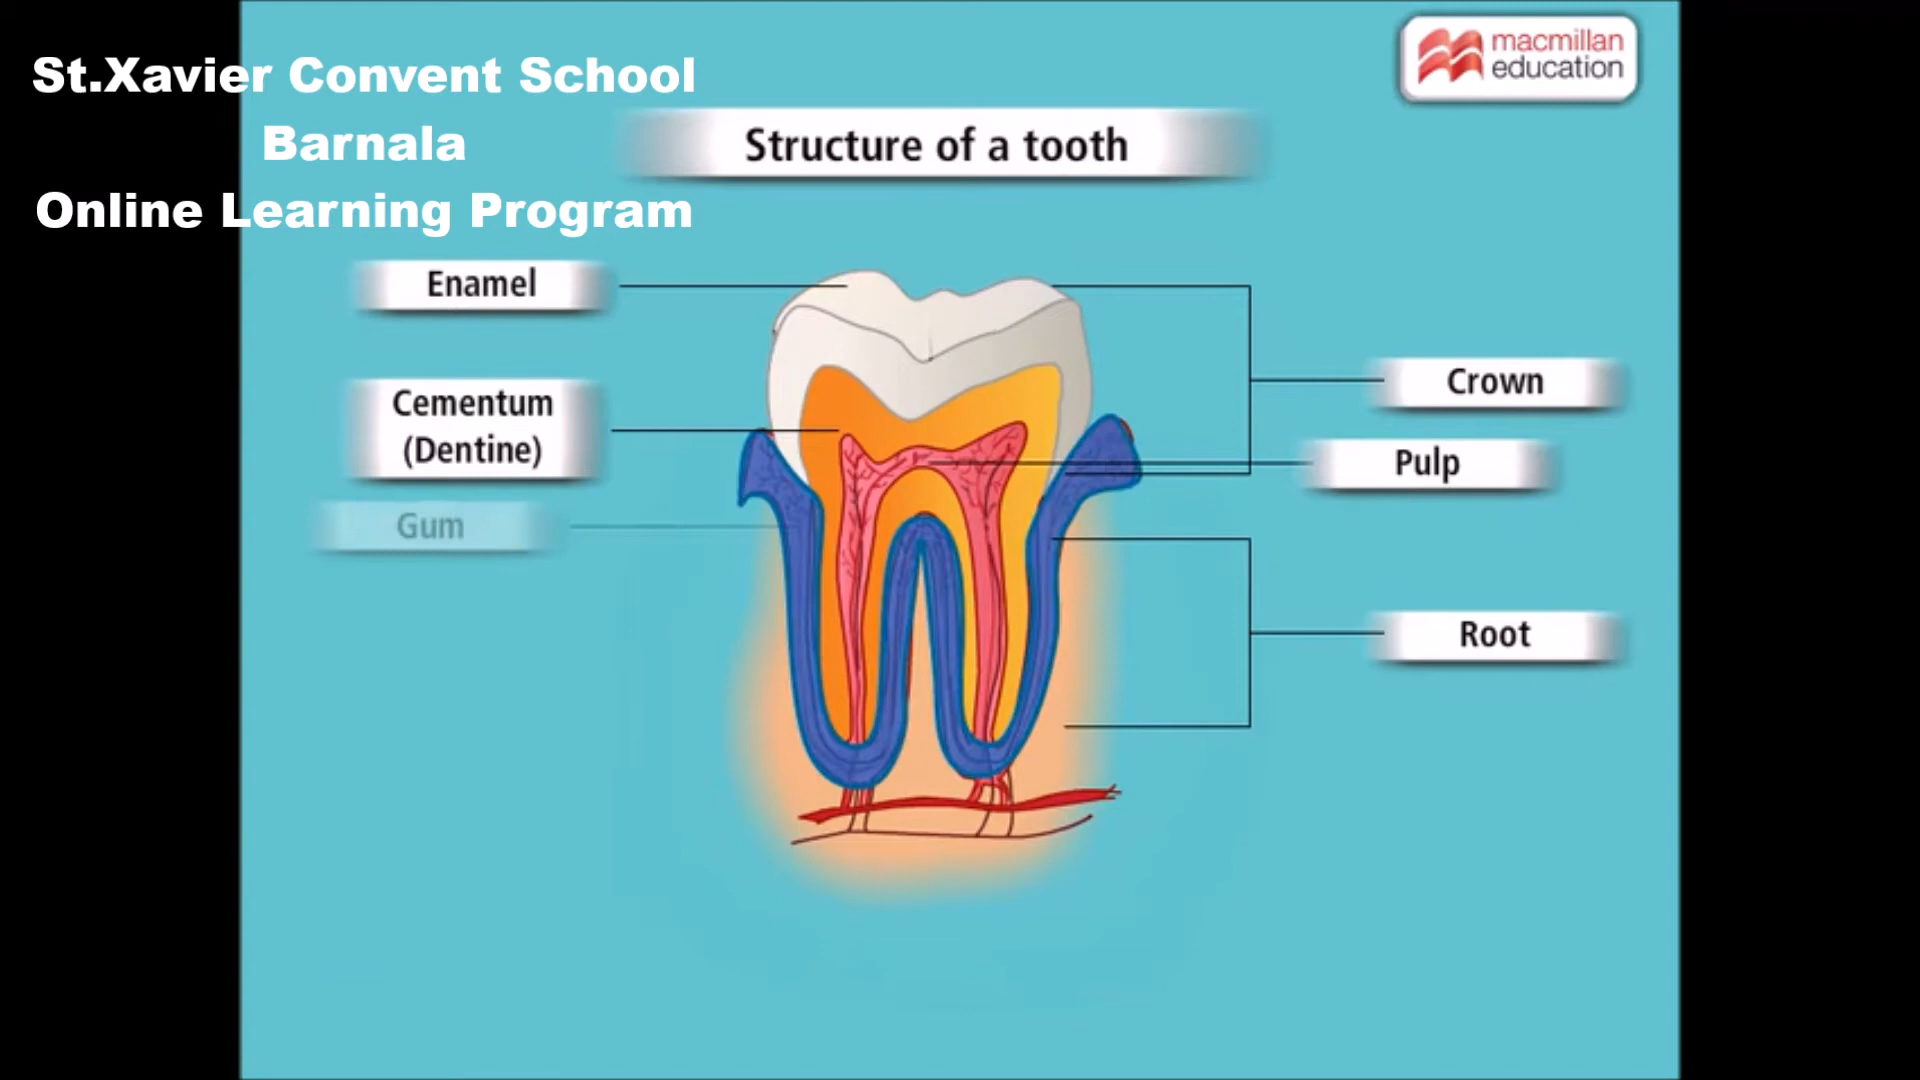 St.Xavier Convent School
Barnala
Online Learning Program
macmillan
education
Structure of a tooth
Enamel
Cementum
(Dentine)
Gum
Crown
Pulp
Root